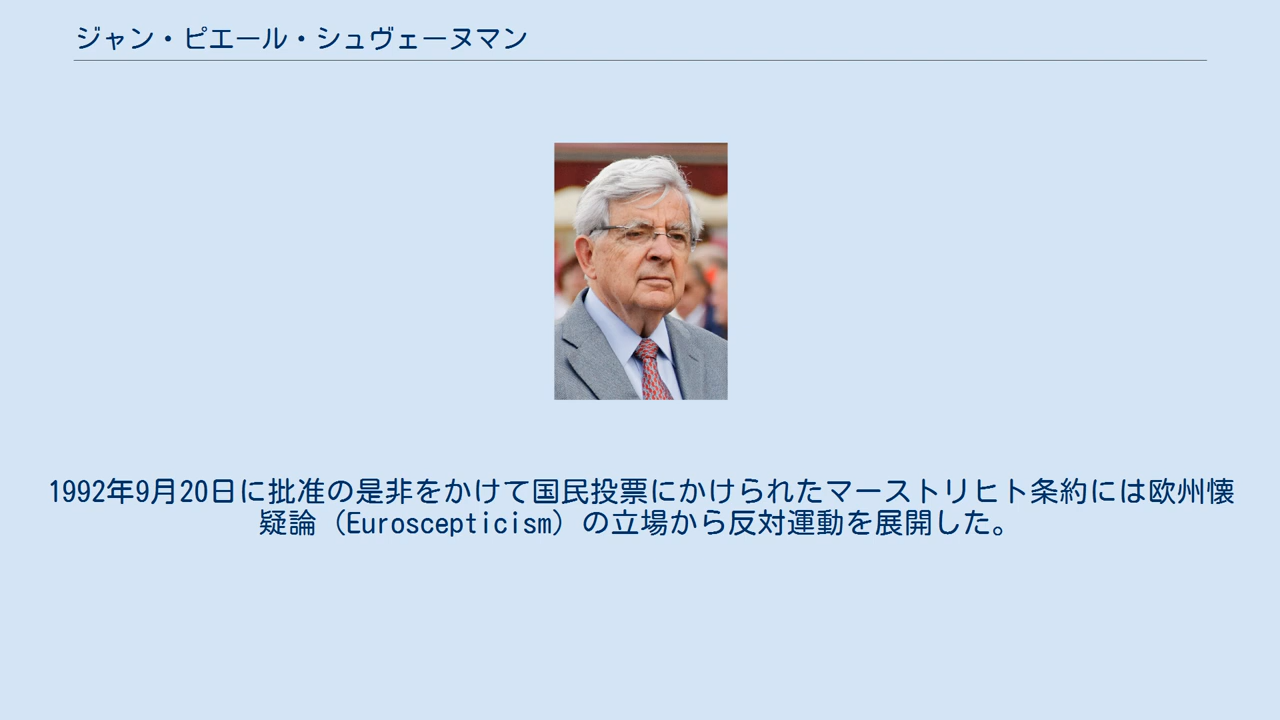 ジャン・ピエール・シュヴェーヌマン
1992年9月20日に批准の是非をかけて国民投票にかけられたマーストリヒト条約には欧州懐
疑論（Euroscepticism）の立場から反対運動を展開した。